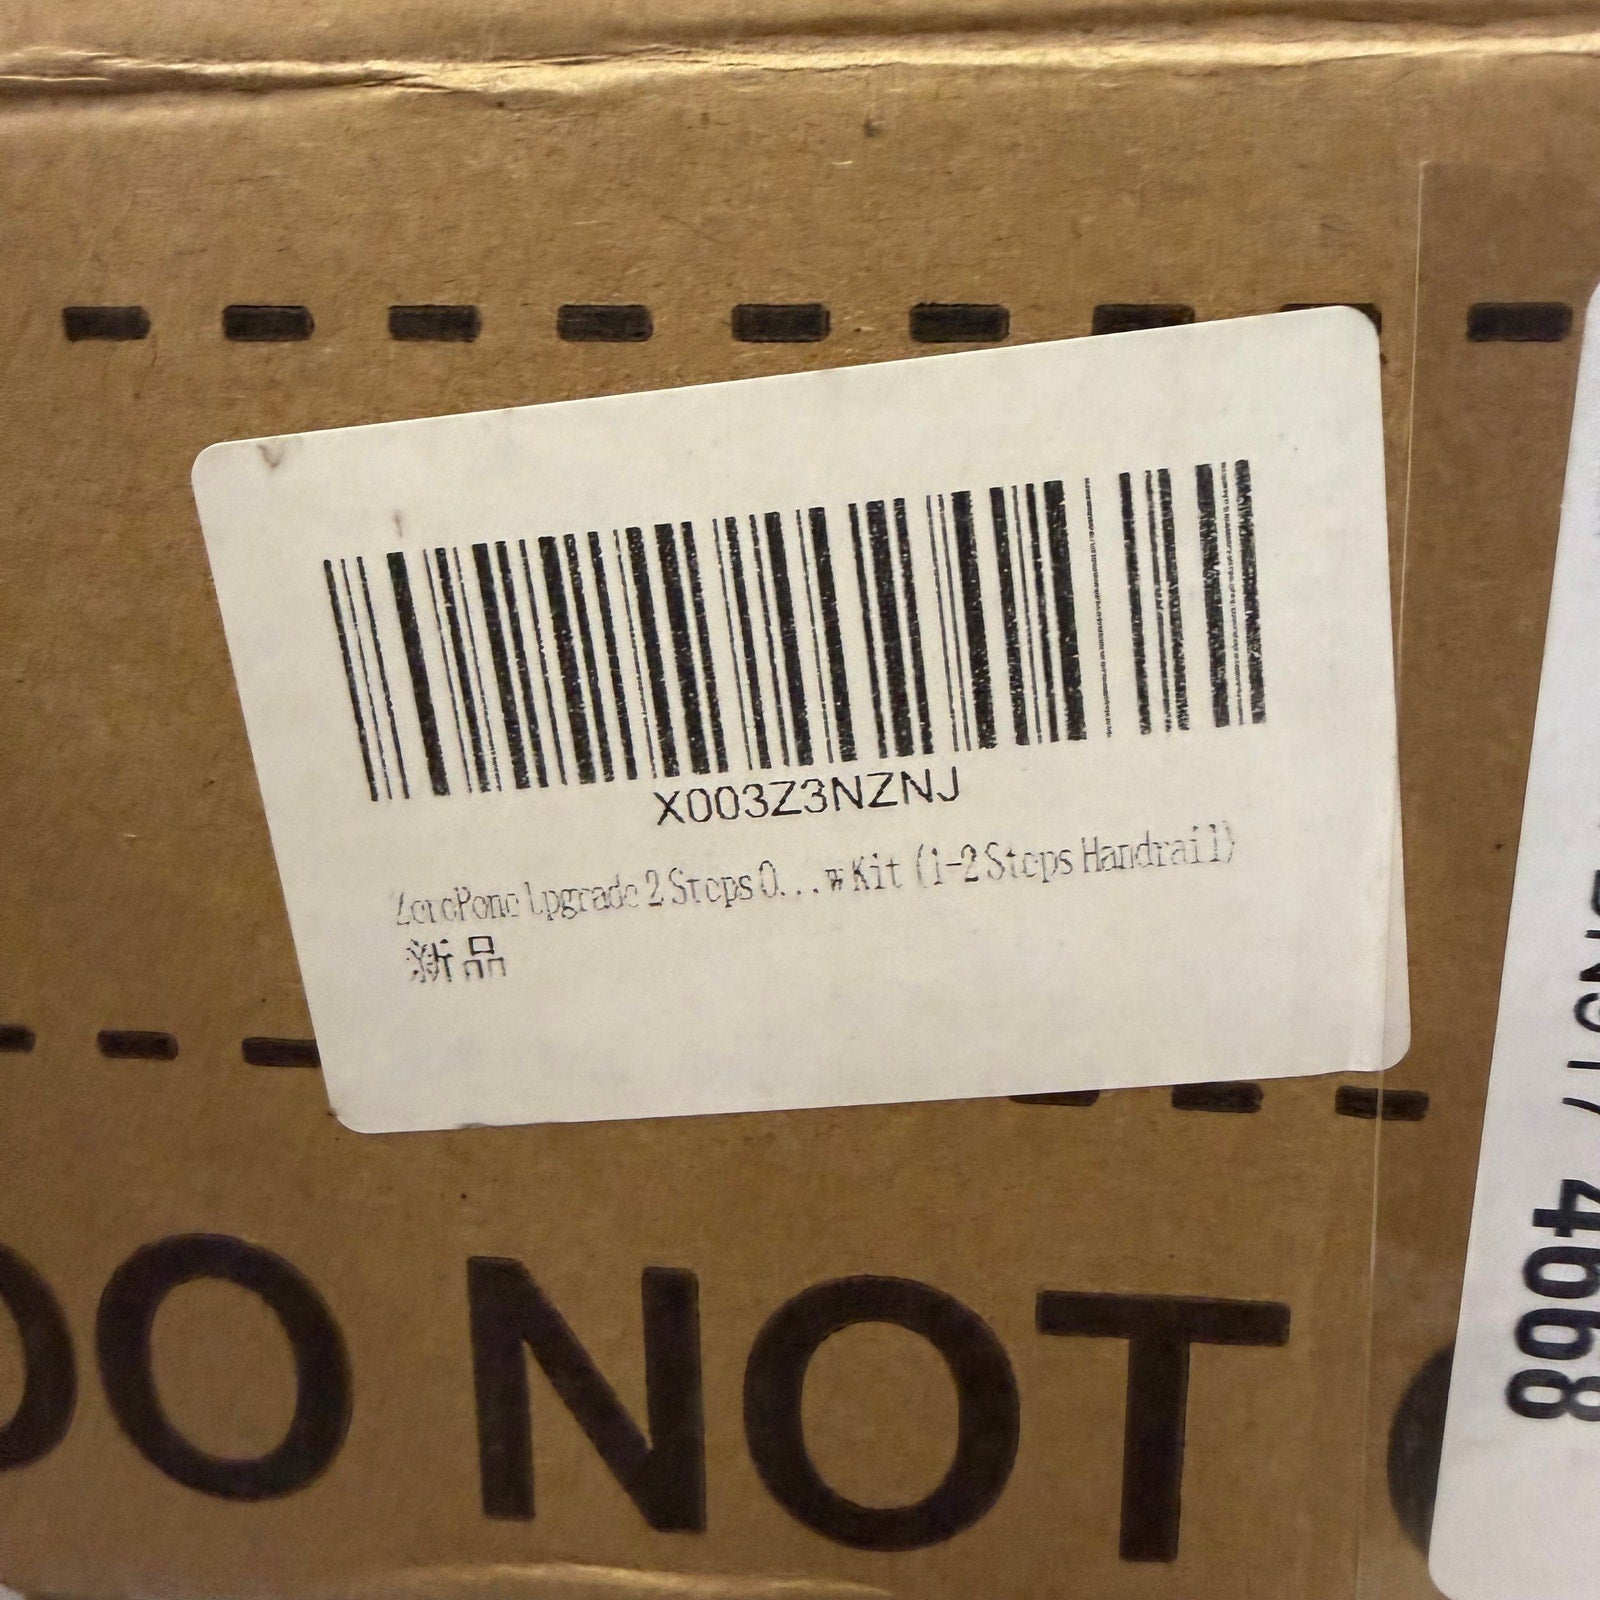 X003Z3NZNJ
ZeroPone Upgrade 2 Steps O...w Kit (1-2 Steps Handrail)
新品
DO NOT
4668